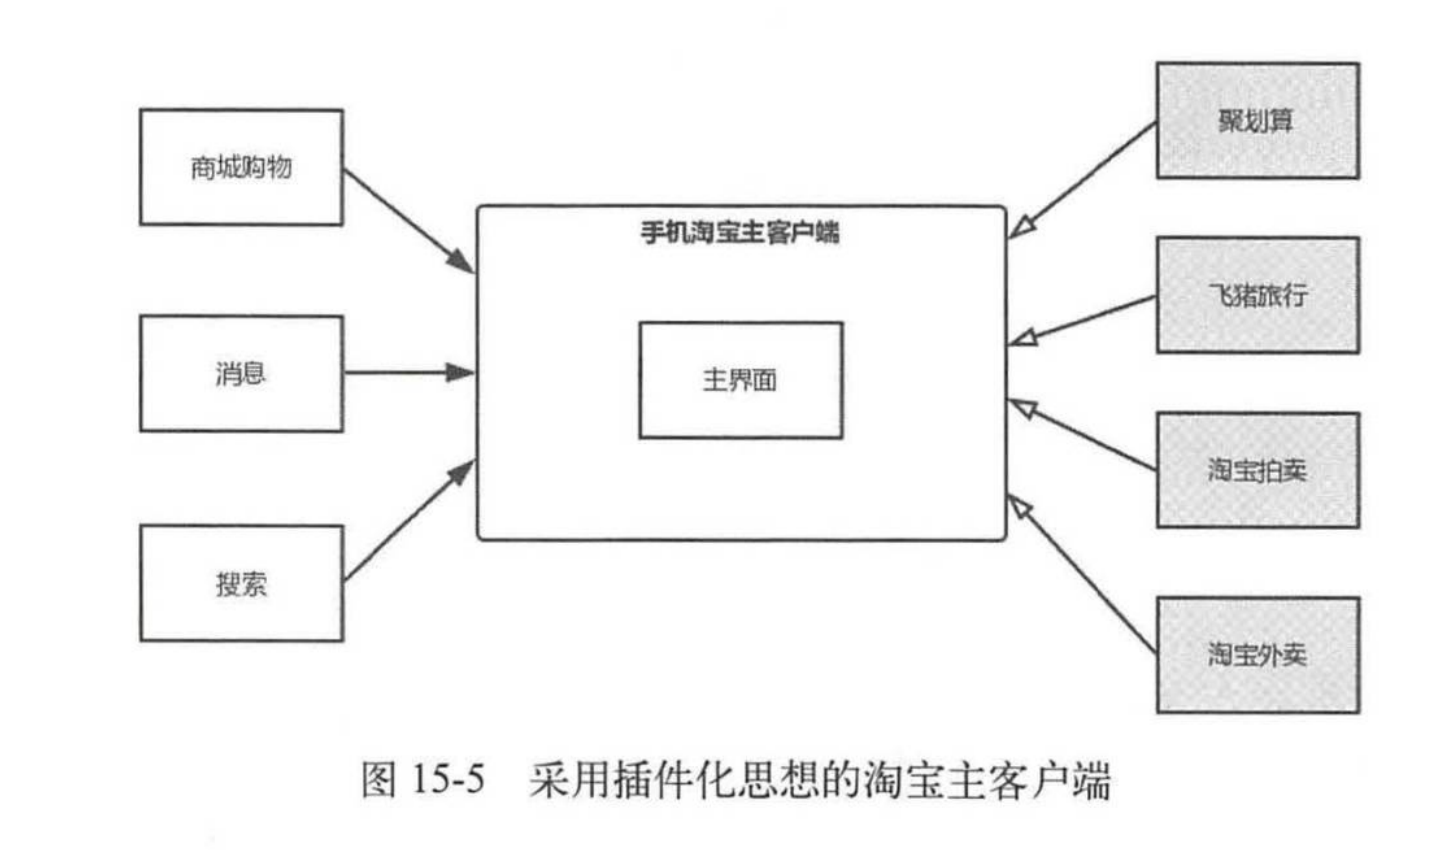 商城购物
消息
搜索
手机淘宝主客户端
主界面
聚划算
飞猪旅行
淘宝拍卖
淘宝外卖
图 15-5 采用插件化思想的淘宝主客户端